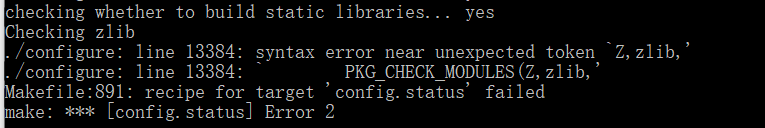 checking whether to build static libraries... yes
Checking zlib
./configure: line 13384: syntax error near unexpected token `Z,zlib,'
./configure: line 13384: `        PKG_CHECK_MODULES(Z,zlib,'
Makefile:891: recipe for target 'config.status' failed
make: *** [config.status] Error 2